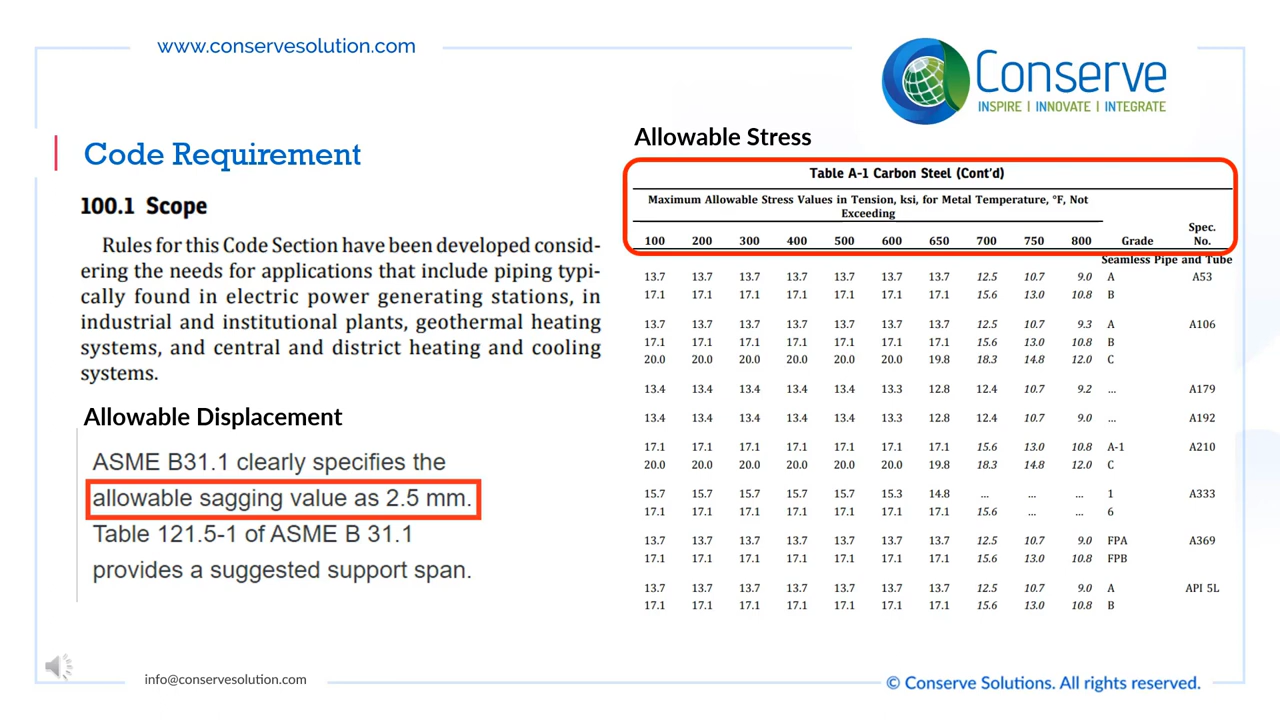 www.conservesolution.com
Conserve
INSPIRE I INNOVATE I INTEGRATE
Code Requirement
100.1 Scope
Rules for this Code Section have been developed consid-
ering the needs for applications that include piping typi-
cally found in electric power generating stations, in
industrial and institutional plants, geothermal heating
systems, and central and district heating and cooling
systems.
Allowable Displacement
ASME B31.1 clearly specifies the
allowable sagging value as 2.5 mm.
Table 121.5-1 of ASME B 31.1
provides a suggested support span.
Allowable Stress
Table A-1 Carbon Steel (Cont'd)
Maximum Allowable Stress Values in Tension, ksi, for Metal Temperature, °F, Not
Exceeding
Spec.
100 200 300 400 500 600 650 700 750 800 Grade No.
Seamless Pipe and Tube
13.7 13.7 13.7 13.7 13.7 13.7 13.7 12.5 10.7 9.0 A A53
17.1 17.1 17.1 17.1 17.1 17.1 17.1 15.6 13.0 10.8 B
13.7 13.7 13.7 13.7 13.7 13.7 13.7 12.5 10.7 9.3 A A106
17.1 17.1 17.1 17.1 17.1 17.1 17.1 15.6 13.0 10.8 B
20.0 20.0 20.0 20.0 20.0 20.0 19.8 18.3 14.8 12.0 C
13.4 13.4 13.4 13.4 13.4 13.3 12.8 12.4 10.7 9.2 ... A179
13.4 13.4 13.4 13.4 13.4 13.3 12.8 12.4 10.7 9.0 ... A192
17.1 17.1 17.1 17.1 17.1 17.1 17.1 15.6 13.0 10.8 A-1 A210
20.0 20.0 20.0 20.0 20.0 20.0 19.8 18.3 14.8 12.0 C
15.7 15.7 15.7 15.7 15.7 15.3 14.8 ... ... ... 1 A333
17.1 17.1 17.1 17.1 17.1 17.1 17.1 15.6 ... ... 6
13.7 13.7 13.7 13.7 13.7 13.7 13.7 12.5 10.7 9.0 FPA A369
17.1 17.1 17.1 17.1 17.1 17.1 17.1 15.6 13.0 10.8 FPB
13.7 13.7 13.7 13.7 13.7 13.7 13.7 12.5 10.7 9.0 A API 5L
17.1 17.1 17.1 17.1 17.1 17.1 17.1 15.6 13.0 10.8 B
info@conservesolution.com
© Conserve Solutions. All rights reserved.